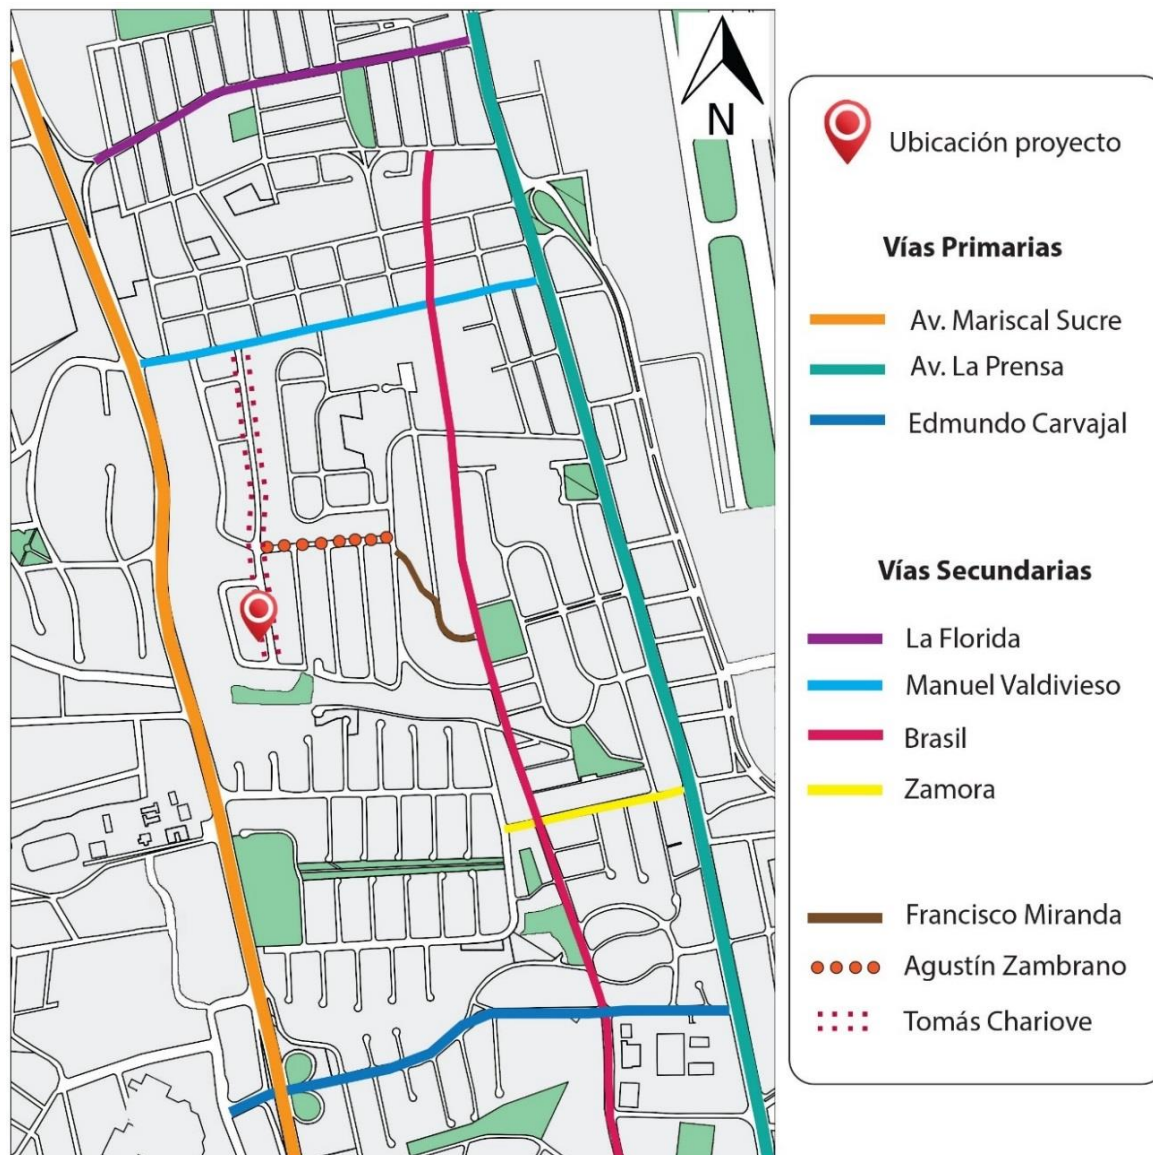 N
Ubicación proyecto
Vías Primarias
Av. Mariscal Sucre
Av. La Prensa
Edmundo Carvajal
Vías Secundarias
La Florida
Manuel Valdivieso
Brasil
Zamora
Francisco Miranda
Agustín Zambrano
Tomás Chariove